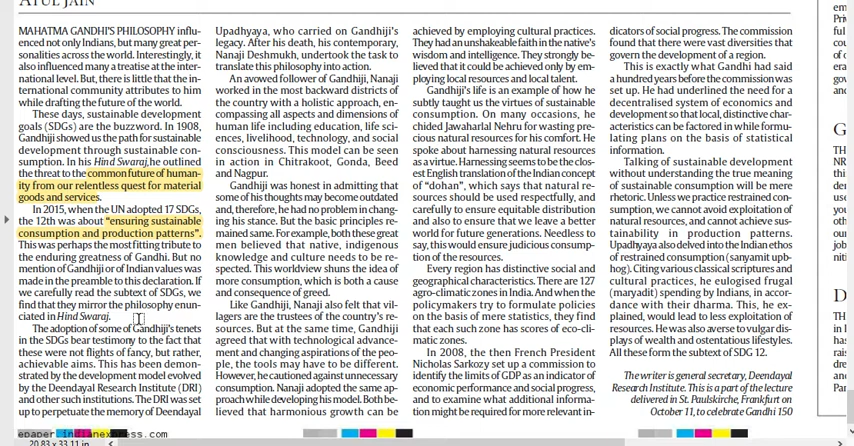 ATUL JAIN
MAHATMA GANDHI'S PHILOSOPHY influ-
enced not only Indians, but many great per-
sonalities across the world. Interestingly, it
also influenced many a treatise at the inter-
national level. But, there is little that the in-
ternational community attributes to him
while drafting the future of the world.
These days, sustainable development
goals (SDGs) are the buzzword. In 1908,
Gandhiji showed us the path for sustainable
development through sustainable con-
sumption. In his Hind Swaraj,he outlined
the threat to the common future of human-
ity from our relentless quest for material
goods and services.
In 2015, when the UN adopted 17 SDGs,
the 12th was about "ensuring sustainable
consumption and production patterns".
This was perhaps the most fitting tribute to
the enduring greatness of Gandhi. But no
mention of Gandhiji or of Indian values was
made in the preamble to this declaration. If
we carefully read the subtext of SDGs, we
find that they mirror the philosophy enun-
ciated in Hind Swaraj.
The adoption of some of Gandhiji's tenets
in the SDGs bear testimony to the fact that
these were not flights of fancy, but rather,
achievable aims. This has been demon-
strated by the development model evolved
by the Deendayal Research Institute (DRI)
and other such institutions. The DRI was set
up to perpetuate the memory of Deendayal
Upadhyaya, who carried on Gandhiji's
legacy. After his death, his contemporary,
Nanaji Deshmukh, undertook the task to
translate this philosophy into action.
An avowed follower of Gandhiji, Nanaji
worked in the most backward districts of
the country with a holistic approach, en-
compassing all aspects and dimensions of
human life including education, life sci-
ences, livelihood, technology, and social
consciousness. This model can be seen
in action in Chitrakoot, Gonda, Beed
and Nagpur.
Gandhiji was honest in admitting that
some of his thoughts may become outdated
and, therefore, he had no problem in chang-
ing his stance. But the basic principles re-
mained same. For example, both these great
men believed that native, indigenous
knowledge and culture needs to be re-
spected. This worldview shuns the idea of
more consumption, which is both a cause
and consequence of greed.
Like Gandhiji, Nanaji also felt that vil-
lagers are the trustees of the country's re-
sources. But at the same time, Gandhiji
agreed that with technological advance-
ment and changing aspirations of the peo-
ple, the tools may have to be different.
However, he cautioned against unnecessary
consumption. Nanaji adopted the same ap-
proach while developing his model. Both be-
lieved that harmonious growth can be
achieved by employing cultural practices.
They had an unshakeable faith in the native's
wisdom and intelligence. They strongly be-
lieved that it could be achieved only by em-
ploying local resources and local talent.
Gandhiji's life is an example of how he
subtly taught us the virtues of sustainable
consumption. On many occasions, he
chided Jawaharlal Nehru for wasting pre-
cious natural resources for his comfort. He
spoke about harnessing natural resources
as a virtue. Harnessing seems to be the clos-
est English translation of the Indian concept
of "dohan", which says that natural re-
sources should be used respectfully, and
carefully to ensure equitable distribution
and also to ensure that we leave a better
world for future generations. Needless to
say, this would ensure judicious consump-
tion of the resources.
Every region has distinctive social and
geographical characteristics. There are 127
agro-climatic zones in India. And when the
policymakers try to formulate policies
on the basis of mere statistics, they find
that each such zone has scores of eco-cli-
matic zones.
In 2008, the then French President
Nicholas Sarkozy set up a commission to
identify the limits of GDP as an indicator of
economic performance and social progress,
and to examine what additional informa-
tion might be required for more relevant in-
dicators of social progress. The commission
found that there were vast diversities that
govern the development of a region.
This is exactly what Gandhi had said
a hundred years before the commission was
set up. He had underlined the need for a
decentralised system of economics and
development so that local, distinctive char-
acteristics can be factored in while formu-
lating plans on the basis of statistical
information.
Talking of sustainable development
without understanding the true meaning
of sustainable consumption will be mere
rhetoric. Unless we practice restrained con-
sumption, we cannot avoid exploitation of
natural resources, and cannot achieve sus-
tainability in production patterns.
Upadhyaya also delved into the Indian ethos
of restrained consumption (sanyamit upb-
hog). Citing various classical scriptures and
cultural practices, he eulogised frugal
(maryadit) spending by Indians, in accor-
dance with their dharma. This, he ex-
plained, would lead to less exploitation of
resources. He was also averse to vulgar dis-
plays of wealth and ostentatious lifestyles.
All these form the subtext of SDG 12.
The writer is general secretary, Deendayal
Research Institute. This is a part of the lecture
delivered in St. Paulskirche, Frankfurt on
October 11, to celebrate Gandhi 150
epaper.indianexpress.com
20.83 x 33.11 in